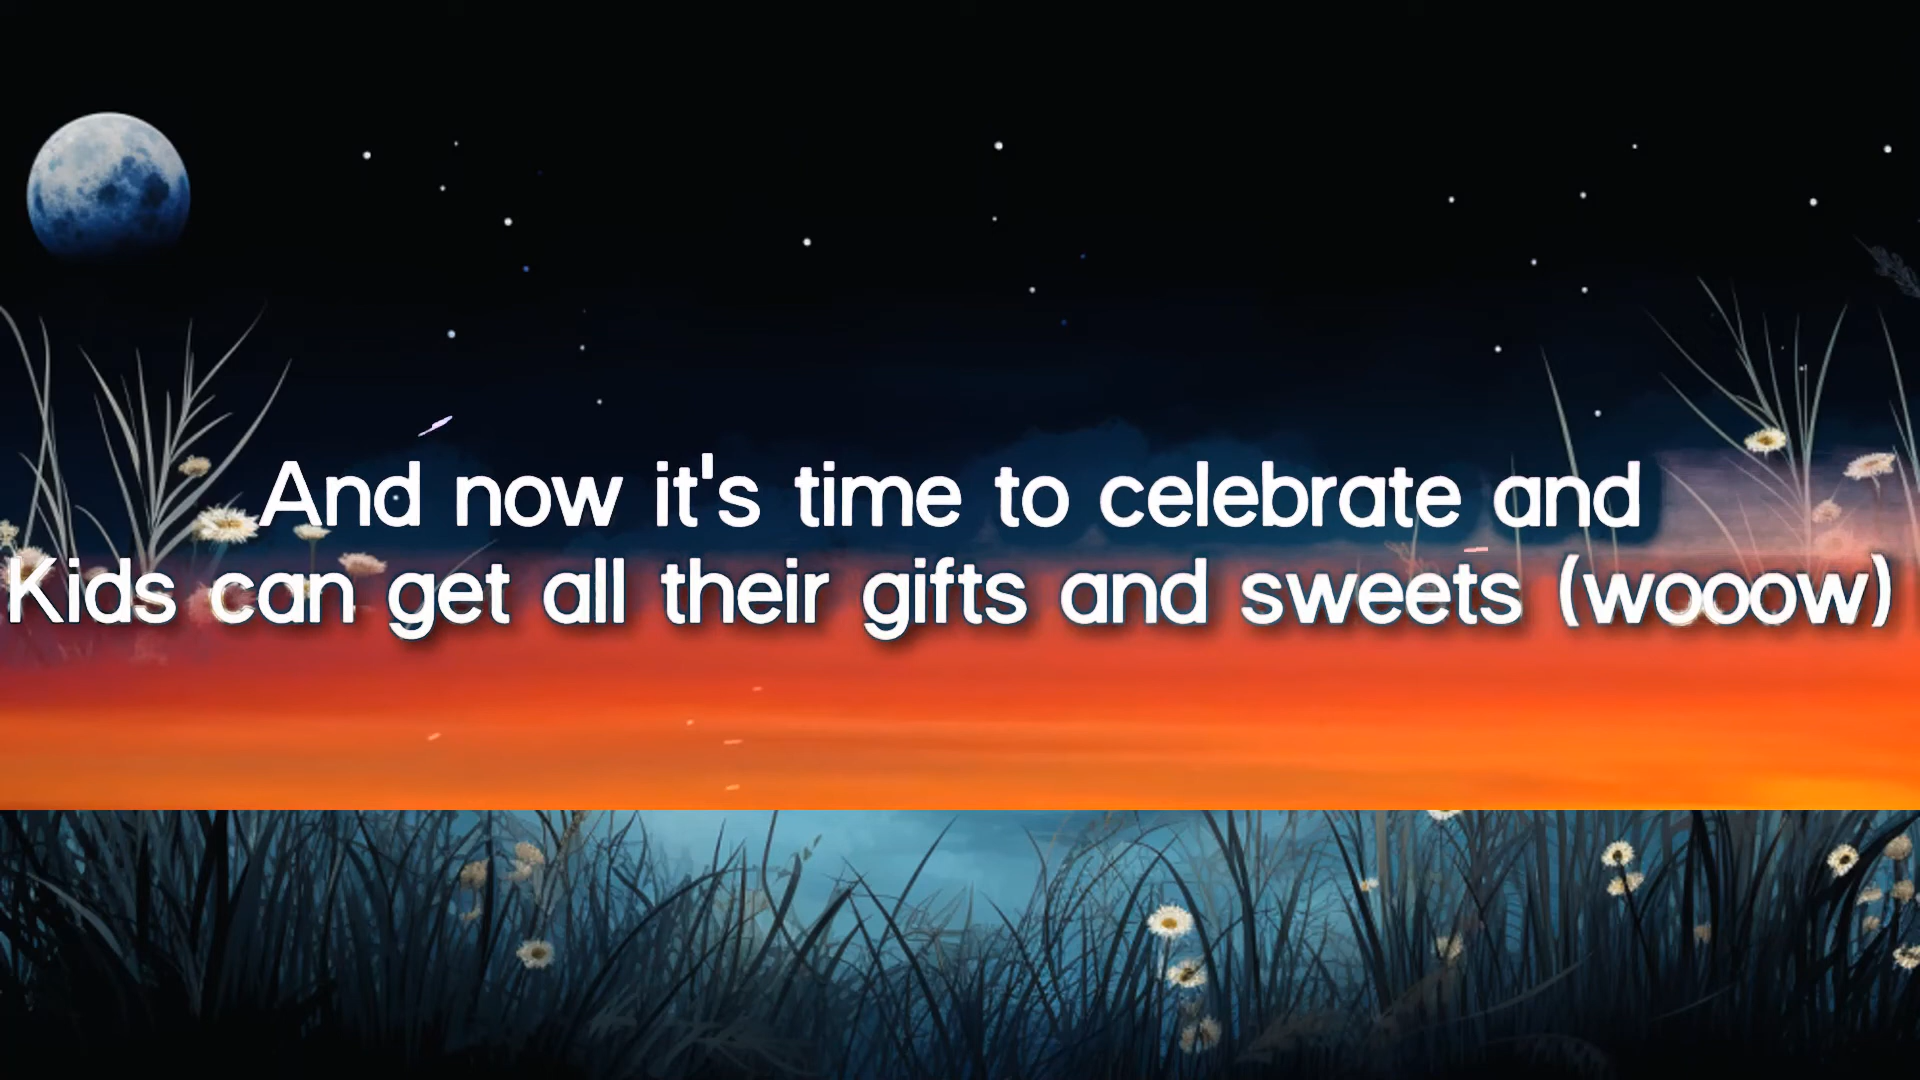 And now it's time to celebrate and
Kids can get all their gifts and sweets (wooow)